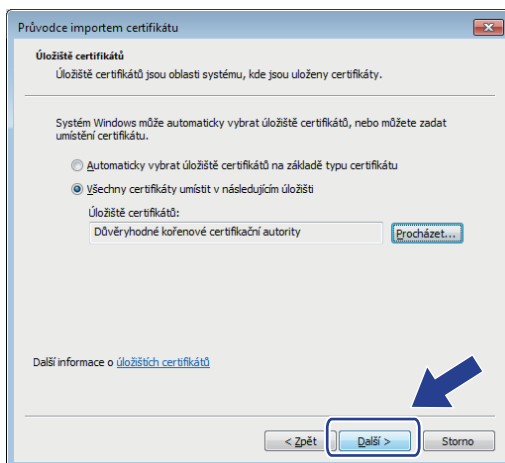 Průvodce importem certifikátu
Úložiště certifikátů
Úložiště certifikátů jsou oblasti systému, kde jsou uloženy certifikáty.
Systém Windows může automaticky vybrat úložiště certifikátů, nebo můžete zadat
umístění certifikátu.
Automaticky vybrat úložiště certifikátů na základě typu certifikátu
Všechny certifikáty umístit v následujícím úložišti
Úložiště certifikátů:
Důvěryhodné kořenové certifikační autority
Procházet...
Další informace o úložištích certifikátů
< Zpět Další > Storno